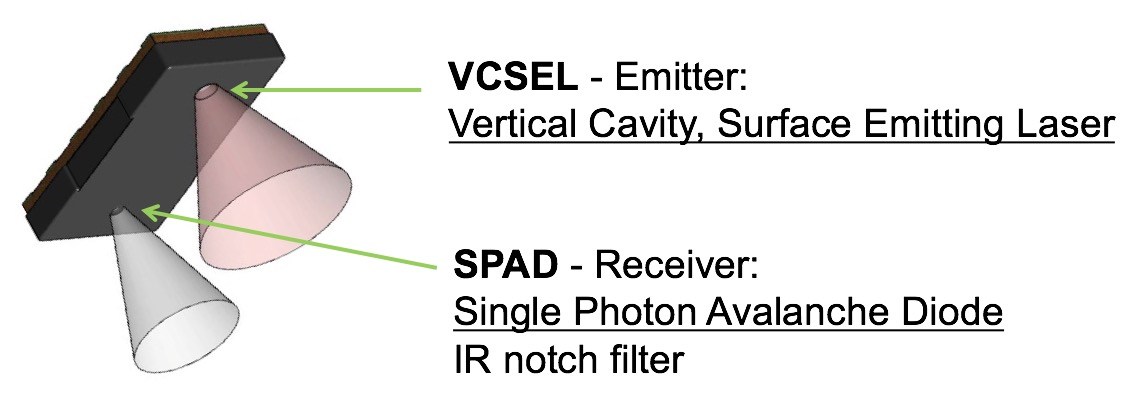 VCSEL - Emitter:
Vertical Cavity, Surface Emitting Laser
SPAD - Receiver:
Single Photon Avalanche Diode
IR notch filter